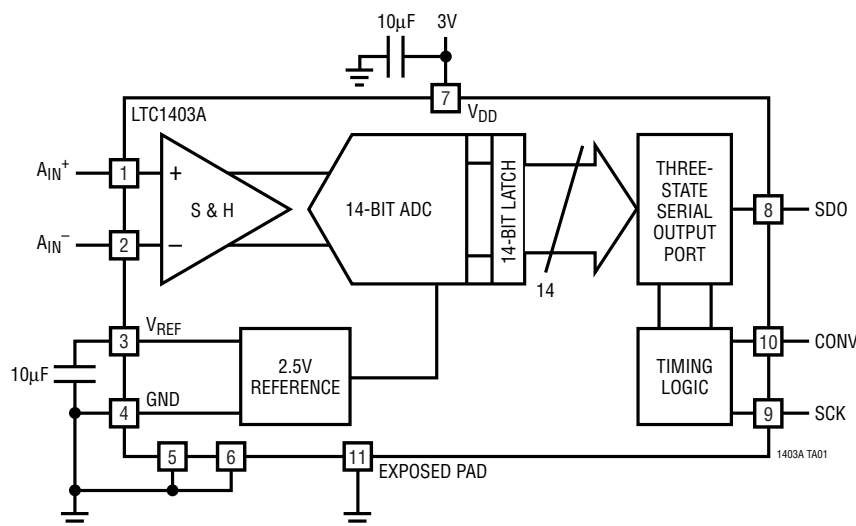 10µF
3V
7
LTC1403A
VDD
AIN+
1
+
S & H
14-BIT ADC
14-BIT LATCH
14
THREE-
STATE
SERIAL
OUTPUT
PORT
8
SDO
AIN–
2
–
3
VREF
10µF
2.5V
REFERENCE
TIMING
LOGIC
10
CONV
4
GND
9
SCK
5
6
11
EXPOSED PAD
1403A TA01